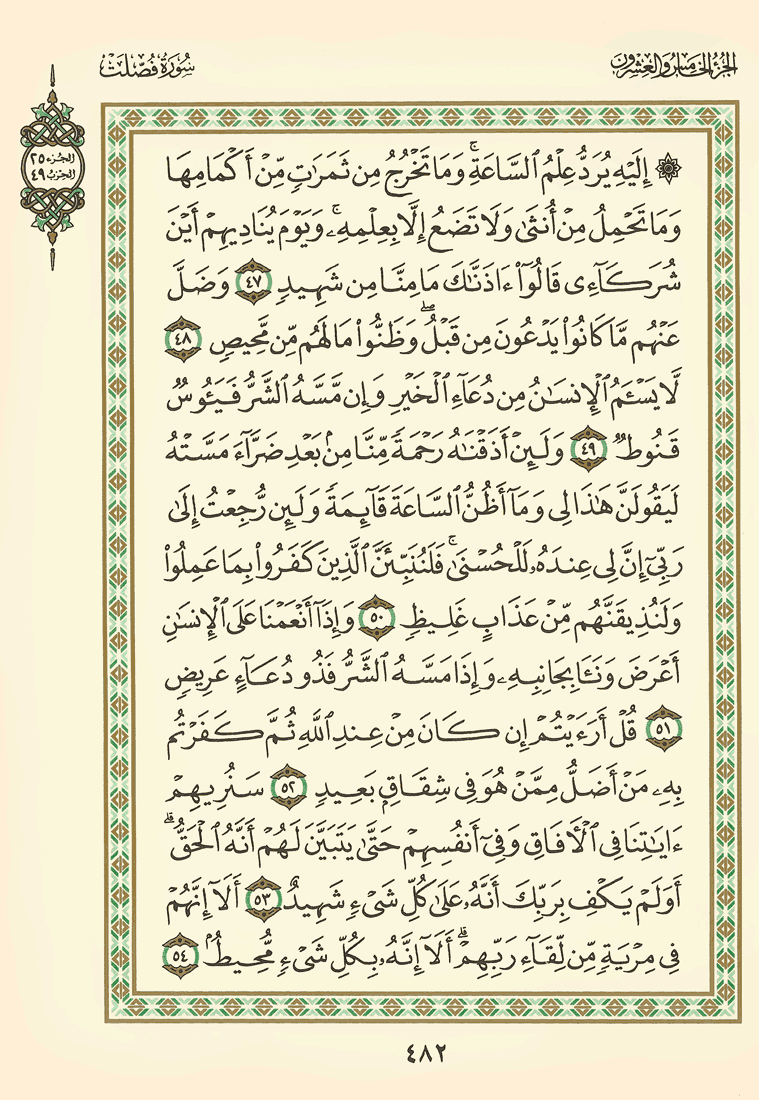 الجزء الخامس والعشرون
سُورَةُ فُصِّلَت
الجزء ٢٥
الحزب ٤٩
۞ إِلَيۡهِ يُرَدُّ عِلۡمُ ٱلسَّاعَةِۚ وَمَا تَخۡرُجُ مِن ثَمَرَٰتٖ مِّنۡ أَكۡمَامِهَا
وَمَا تَحۡمِلُ مِنۡ أُنثَىٰ وَلَا تَضَعُ إِلَّا بِعِلۡمِهِۦۚ وَيَوۡمَ يُنَادِيهِمۡ أَيۡنَ
شُرَكَآءِي قَالُوٓاْ ءَاذَنَّٰكَ مَا مِنَّا مِن شَهِيدٖ ٤٧ وَضَلَّ
عَنۡهُم مَّا كَانُواْ يَدۡعُونَ مِن قَبۡلُۖ وَظَنُّواْ مَا لَهُم مِّن مَّحِيصٖ ٤٨
لَّا يَسۡـَٔمُ ٱلۡإِنسَٰنُ مِن دُعَآءِ ٱلۡخَيۡرِ وَإِن مَّسَّهُ ٱلشَّرُّ فَيَـُٔوسٞ
قَنُوطٞ ٤٩ وَلَئِنۡ أَذَقۡنَٰهُ رَحۡمَةٗ مِّنَّا مِنۢ بَعۡدِ ضَرَّآءَ مَسَّتۡهُ
لَيَقُولَنَّ هَٰذَا لِي وَمَآ أَظُنُّ ٱلسَّاعَةَ قَآئِمَةٗ وَلَئِن رُّجِعۡتُ إِلَىٰ
رَبِّيٓ إِنَّ لِي عِندَهُۥ لَلۡحُسۡنَىٰۚ فَلَنُنَبِّئَنَّ ٱلَّذِينَ كَفَرُواْ بِمَا عَمِلُواْ
وَلَنُذِيقَنَّهُم مِّنۡ عَذَابٍ غَلِيظٖ ٥٠ وَإِذَآ أَنۡعَمۡنَا عَلَى ٱلۡإِنسَٰنِ
أَعۡرَضَ وَنَـَٔا بِجَانِبِهِۦ وَإِذَا مَسَّهُ ٱلشَّرُّ فَذُو دُعَآءٍ عَرِيضٖ
٥١ قُلۡ أَرَءَيۡتُمۡ إِن كَانَ مِنۡ عِندِ ٱللَّهِ ثُمَّ كَفَرۡتُم
بِهِۦ مَنۡ أَضَلُّ مِمَّنۡ هُوَ فِي شِقَاقِۭ بَعِيدٖ ٥٢ سَنُرِيهِمۡ
ءَايَٰتِنَا فِي ٱلۡأٓفَاقِ وَفِيٓ أَنفُسِهِمۡ حَتَّىٰ يَتَبَيَّنَ لَهُمۡ أَنَّهُ ٱلۡحَقُّۗ
أَوَلَمۡ يَكۡفِ بِرَبِّكَ أَنَّهُۥ عَلَىٰ كُلِّ شَيۡءٖ شَهِيدٌ ٥٣ أَلَآ إِنَّهُمۡ
فِي مِرۡيَةٖ مِّن لِّقَآءِ رَبِّهِمۡۗ أَلَآ إِنَّهُۥ بِكُلِّ شَيۡءٖ مُّحِيطُۢ ٥٤
٤٨٢